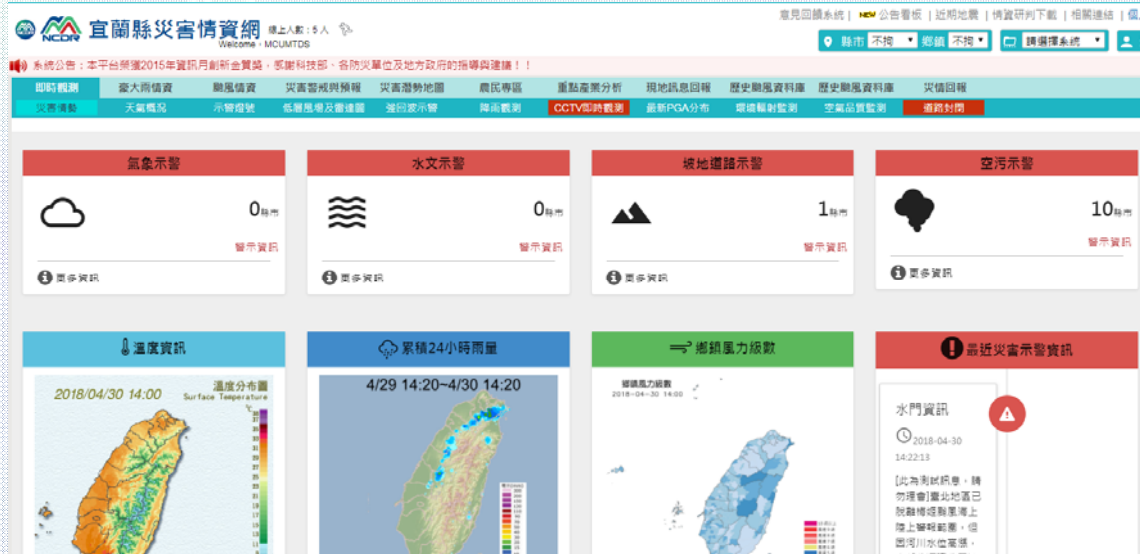 意見回饋系統 | NEW 公告看板 | 近期地震 | 情資研判下載 | 相關連結 |
NCDR 宜蘭縣災害情資網 線上人數：5人
Welcome，MCUMTDS
縣市 不拘 鄉鎮 不拘 請選擇系統
系統公告：本平台榮獲2015年資訊月創新金質獎，感謝科技部、各防災單位及地方政府的指導與建議！！
即時觀測 豪大雨情資 颱風情資 災害警戒與預報 災害潛勢地圖 農民專區 重點產業分析 現地訊息回報 歷史颱風資料庫 歷史颱風資料庫 災情回報
災害情勢 天氣概況 示警燈號 低層風場及雷達圖 強回波示警 降雨觀測 CCTV即時觀測 最新PGA分布 環境輻射監測 空氣品質監測 道路封閉
氣象示警 水文示警 坡地道路示警 空污示警
0縣市 0縣市 1縣市 10縣市
警示資訊 警示資訊 警示資訊 警示資訊
更多資訊 更多資訊 更多資訊 更多資訊
溫度資訊 累積24小時雨量 鄉鎮風力級數 最近災害示警資訊
2018/04/30 14:00 溫度分布圖
Surface Temperature
4/29 14:20~4/30 14:20
鄉鎮風力級數
2018-04-30 14:00
水門資訊
2018-04-30
14:22:13
[此為測試訊息，請
勿理會]臺北地區已
脫離梅姬颱風海上
陸上警報範圍，但
因河川水位高漲，